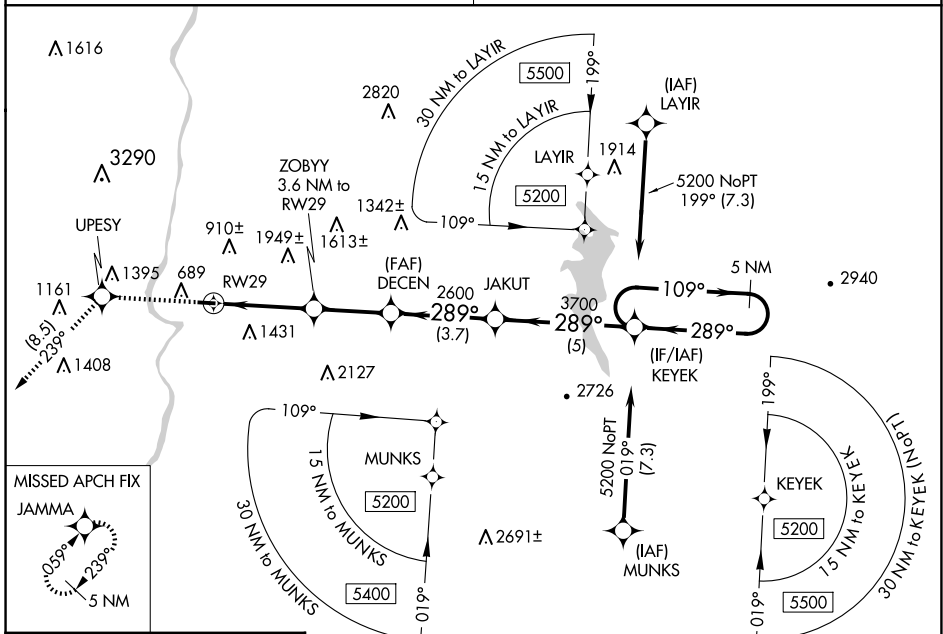 1616
2820
30 NM to LAYIR
5500
199°
15 NM to LAYIR
5200
LAYIR
109°
1914
(IAF)
LAYIR
5200 NoPT
199° (7.3)
3290
UPESY
ZOBYY
3.6 NM to
RW29
910±
1949±
1613±
1342±
1395
689
RW29
1161
(8.5)
239°
1408
1431
(FAF)
DECEN
2600
289°
(3.7)
JAKUT
3700
289°
(5)
5 NM
109°
289°
2940
(IF/IAF)
KEYEK
2127
2726
109°
MUNKS
5200
15 NM to MUNKS
30 NM to MUNKS
5400
019°
2691±
5200 NoPT
019°
(7.3)
(IAF)
MUNKS
199°
KEYEK
5200
15 NM to KEYEK
30 NM to KEYEK (NoPT)
5500
019°
MISSED APCH FIX
JAMMA
059°
239°
5 NM